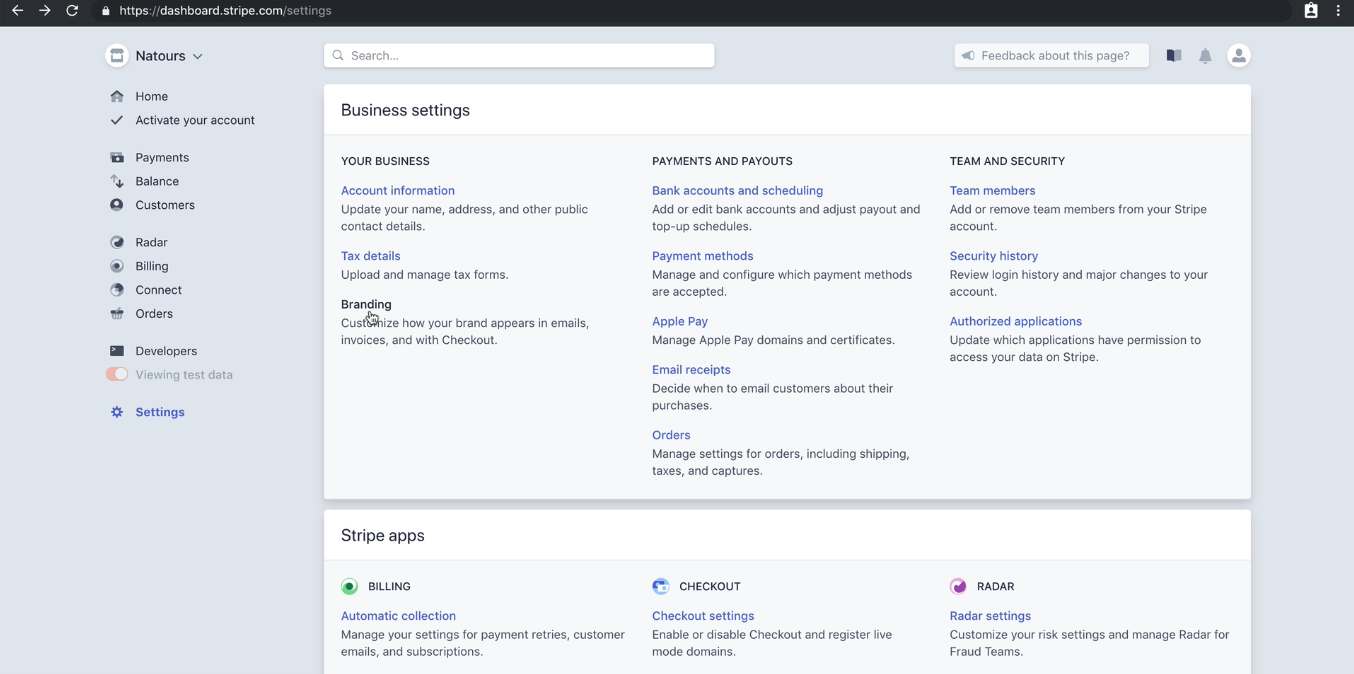 https://dashboard.stripe.com/settings
Natours
Search...
Feedback about this page?
Home
Activate your account
Payments
Balance
Customers
Radar
Billing
Connect
Orders
Developers
Viewing test data
Settings
Business settings
YOUR BUSINESS
Account information
Update your name, address, and other public
contact details.
Tax details
Upload and manage tax forms.
Branding
Customize how your brand appears in emails,
invoices, and with Checkout.
PAYMENTS AND PAYOUTS
Bank accounts and scheduling
Add or edit bank accounts and adjust payout and
top-up schedules.
Payment methods
Manage and configure which payment methods
are accepted.
Apple Pay
Manage Apple Pay domains and certificates.
Email receipts
Decide when to email customers about their
purchases.
Orders
Manage settings for orders, including shipping,
taxes, and captures.
TEAM AND SECURITY
Team members
Add or remove team members from your Stripe
account.
Security history
Review login history and major changes to your
account.
Authorized applications
Update which applications have permission to
access your data on Stripe.
Stripe apps
BILLING
Automatic collection
Manage your settings for payment retries, customer
emails, and subscriptions.
CHECKOUT
Checkout settings
Enable or disable Checkout and register live
mode domains.
RADAR
Radar settings
Customize your risk settings and manage Radar for
Fraud Teams.